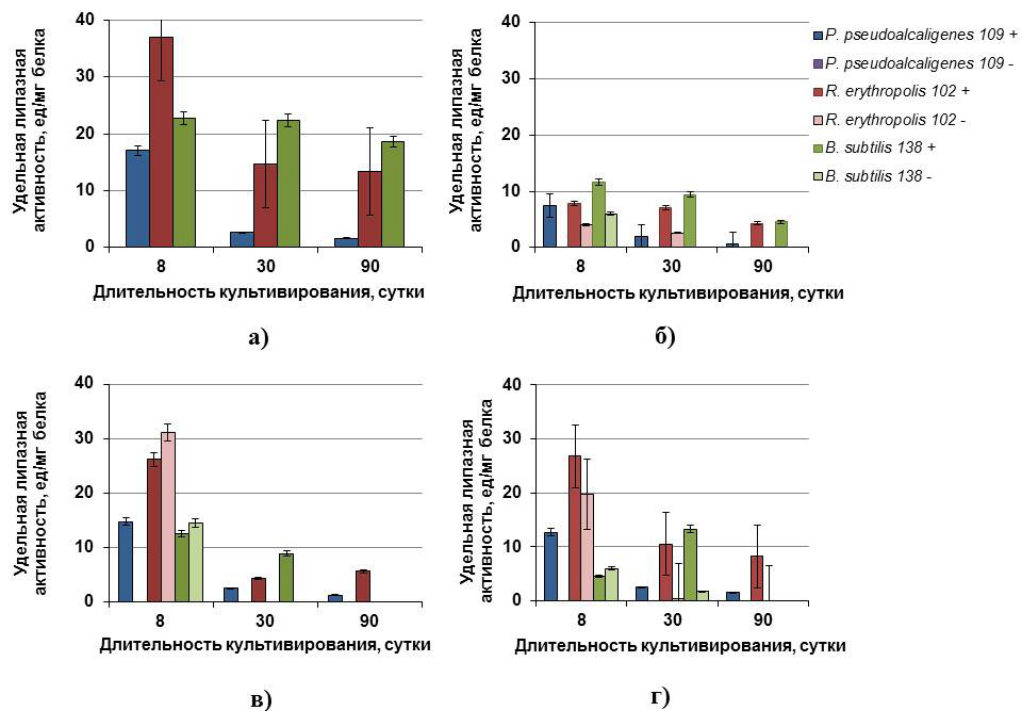 Удельная липазная
активность, ед/мг белка
40
30
20
10
0
8 30 90
Длительность культивирования, сутки
а)
Удельная липазная
активность, ед/мг белка
40
30
20
10
0
8 30 90
Длительность культивирования, сутки
б)
P. pseudoalcaligenes 109 +
P. pseudoalcaligenes 109 -
R. erythropolis 102 +
R. erythropolis 102 -
B. subtilis 138 +
B. subtilis 138 -
Удельная липазная
активность, ед/мг белка
40
30
20
10
0
8 30 90
Длительность культивирования, сутки
в)
Удельная липазная
активность, ед/мг белка
40
30
20
10
0
8 30 90
Длительность культивирования, сутки
г)